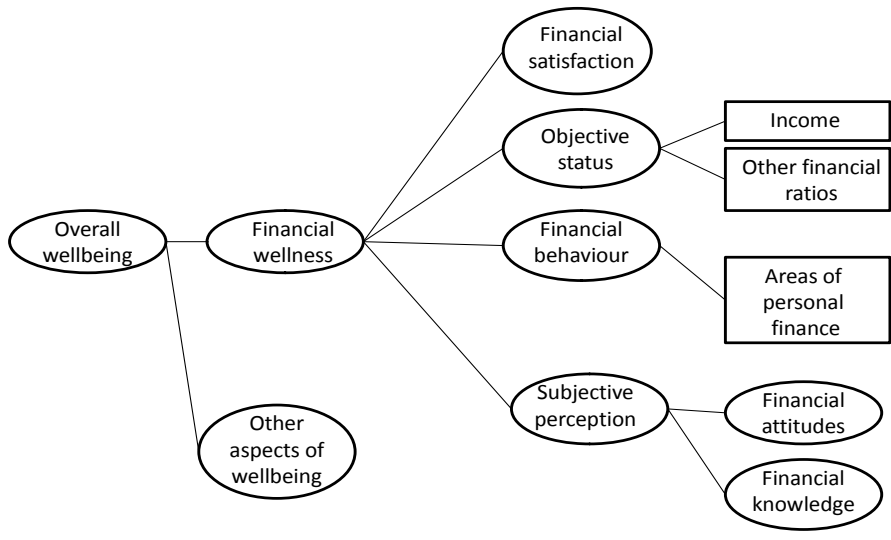 Financial
satisfaction
Objective
status
Income
Other financial
ratios
Overall
wellbeing
Financial
wellness
Financial
behaviour
Areas of
personal
finance
Subjective
perception
Financial
attitudes
Other
aspects of
wellbeing
Financial
knowledge